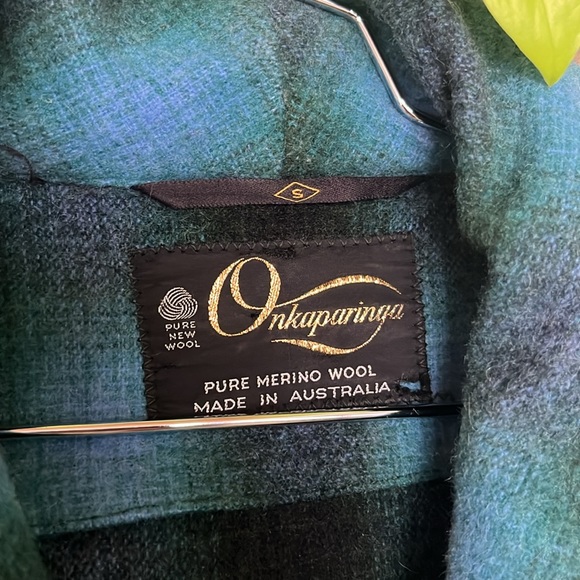 S
PURE
NEW
WOOL
Onkaparinga
PURE MERINO WOOL
MADE IN AUSTRALIA